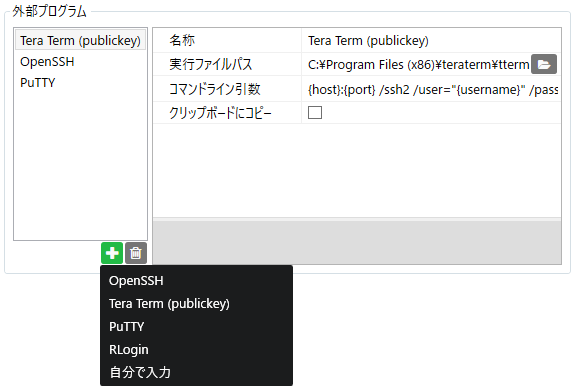 外部プログラム
Tera Term (publickey)
OpenSSH
PuTTY
名称 Tera Term (publickey)
実行ファイルパス C:¥Program Files (x86)¥teraterm¥tterm
コマンドライン引数 {host}:{port} /ssh2 /user="{username}" /pass
クリップボードにコピー
OpenSSH
Tera Term (publickey)
PuTTY
RLogin
自分で入力